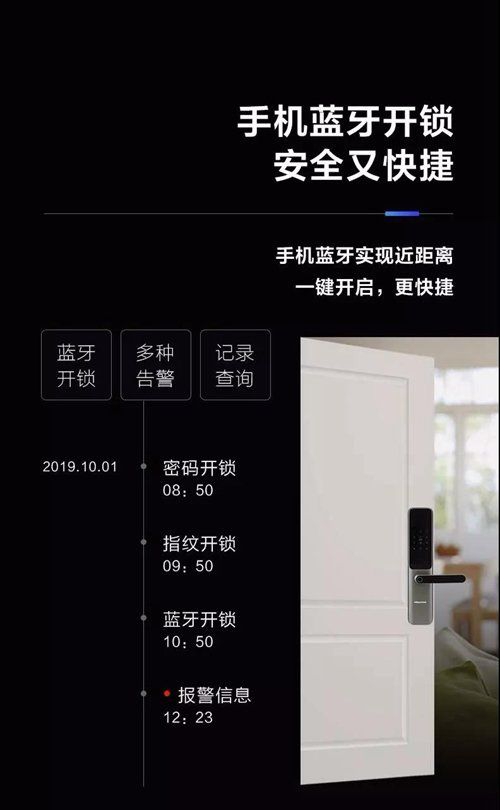 手机蓝牙开锁
安全又快捷
手机蓝牙实现近距离
一键开启，更快捷
蓝牙
开锁
多种
告警
记录
查询
2019.10.01
密码开锁
08：50
指纹开锁
09：50
蓝牙开锁
10：50
报警信息
12：23